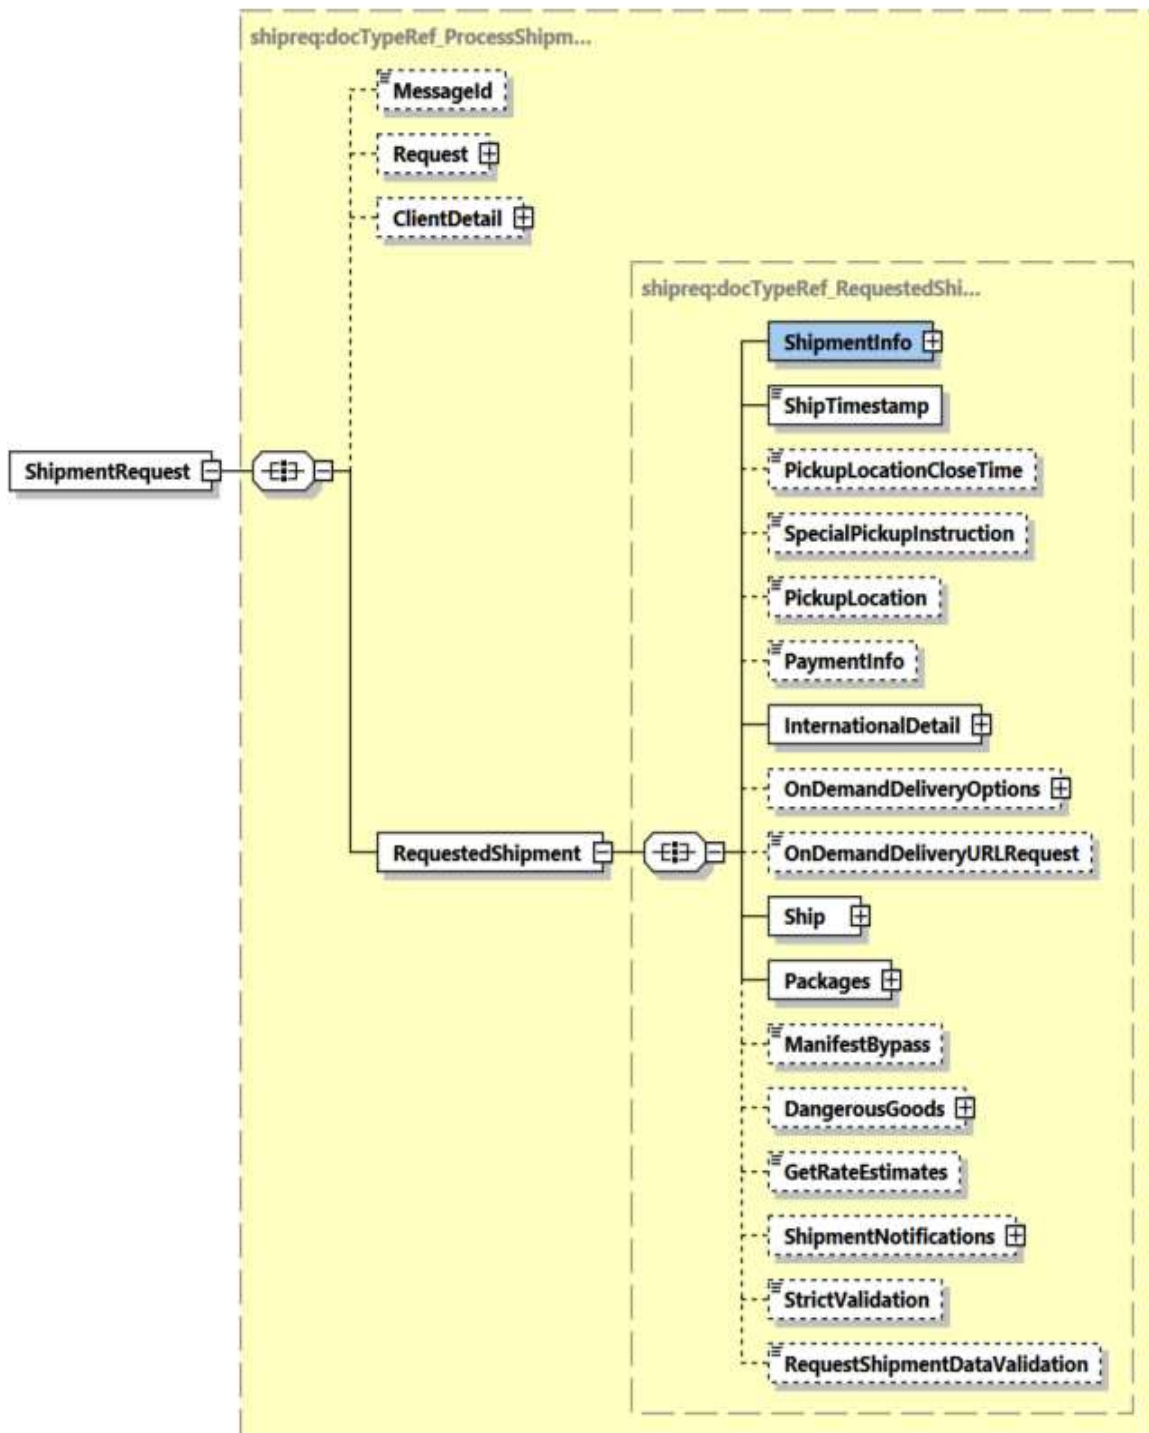 shipreq:docTypeRef_ProcessShipm...
MessageId
Request
ClientDetail
shipreq:docTypeRef_RequestedShi...
ShipmentInfo
ShipTimestamp
PickupLocationCloseTime
ShipmentRequest
SpecialPickupInstruction
PickupLocation
PaymentInfo
InternationalDetail
OnDemandDeliveryOptions
RequestedShipment
OnDemandDeliveryURLRequest
Ship
Packages
ManifestBypass
DangerousGoods
GetRateEstimates
ShipmentNotifications
StrictValidation
RequestShipmentDataValidation